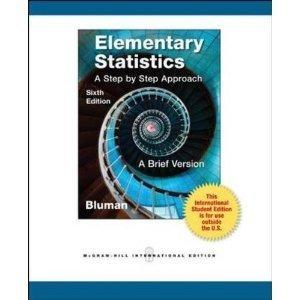 Elementary
Statistics
A Step by Step Approach
Sixth
Edition
A Brief Version
Bluman
This
International
Student Edition
is for use
outside
the U.S.
McGRAW-HILL INTERNATIONAL EDITION